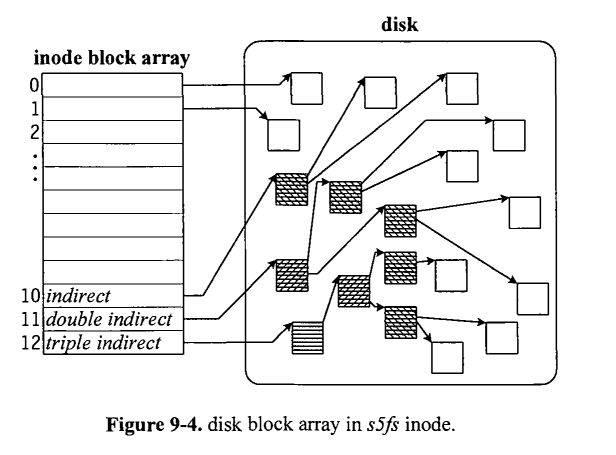 disk
inode block array
0
1
2
10 indirect
11 double indirect
12 triple indirect
Figure 9-4. disk block array in s5fs inode.